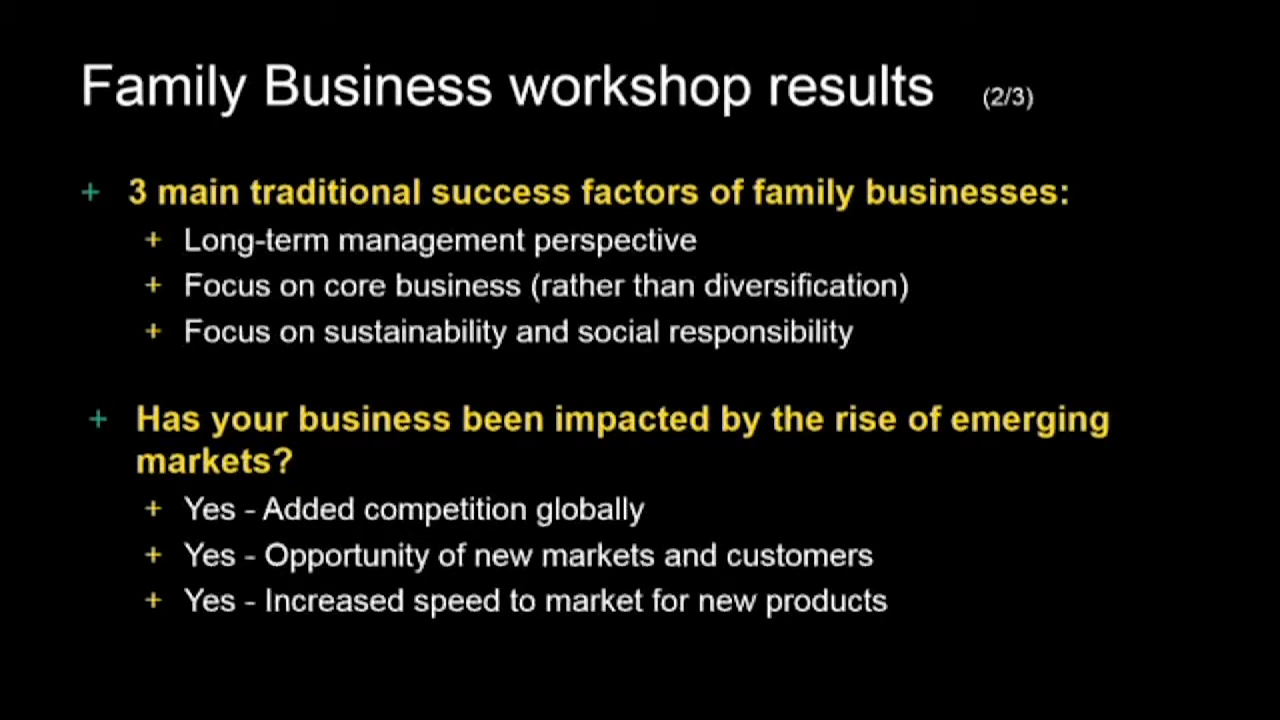 Family Business workshop results (2/3)
+ 3 main traditional success factors of family businesses:
+ Long-term management perspective
+ Focus on core business (rather than diversification)
+ Focus on sustainability and social responsibility
+ Has your business been impacted by the rise of emerging
markets?
+ Yes - Added competition globally
+ Yes - Opportunity of new markets and customers
+ Yes - Increased speed to market for new products